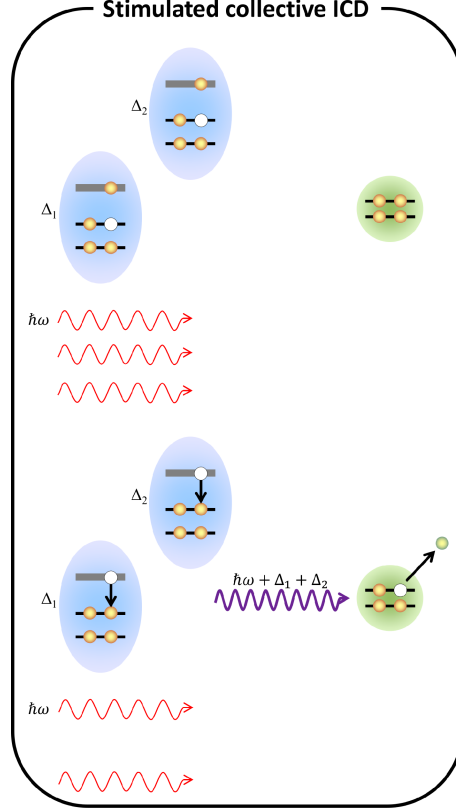 Stimulated collective ICD
Δ₂
Δ₁
ℏω
Δ₂
ℏω + Δ₁ + Δ₂
Δ₁
ℏω